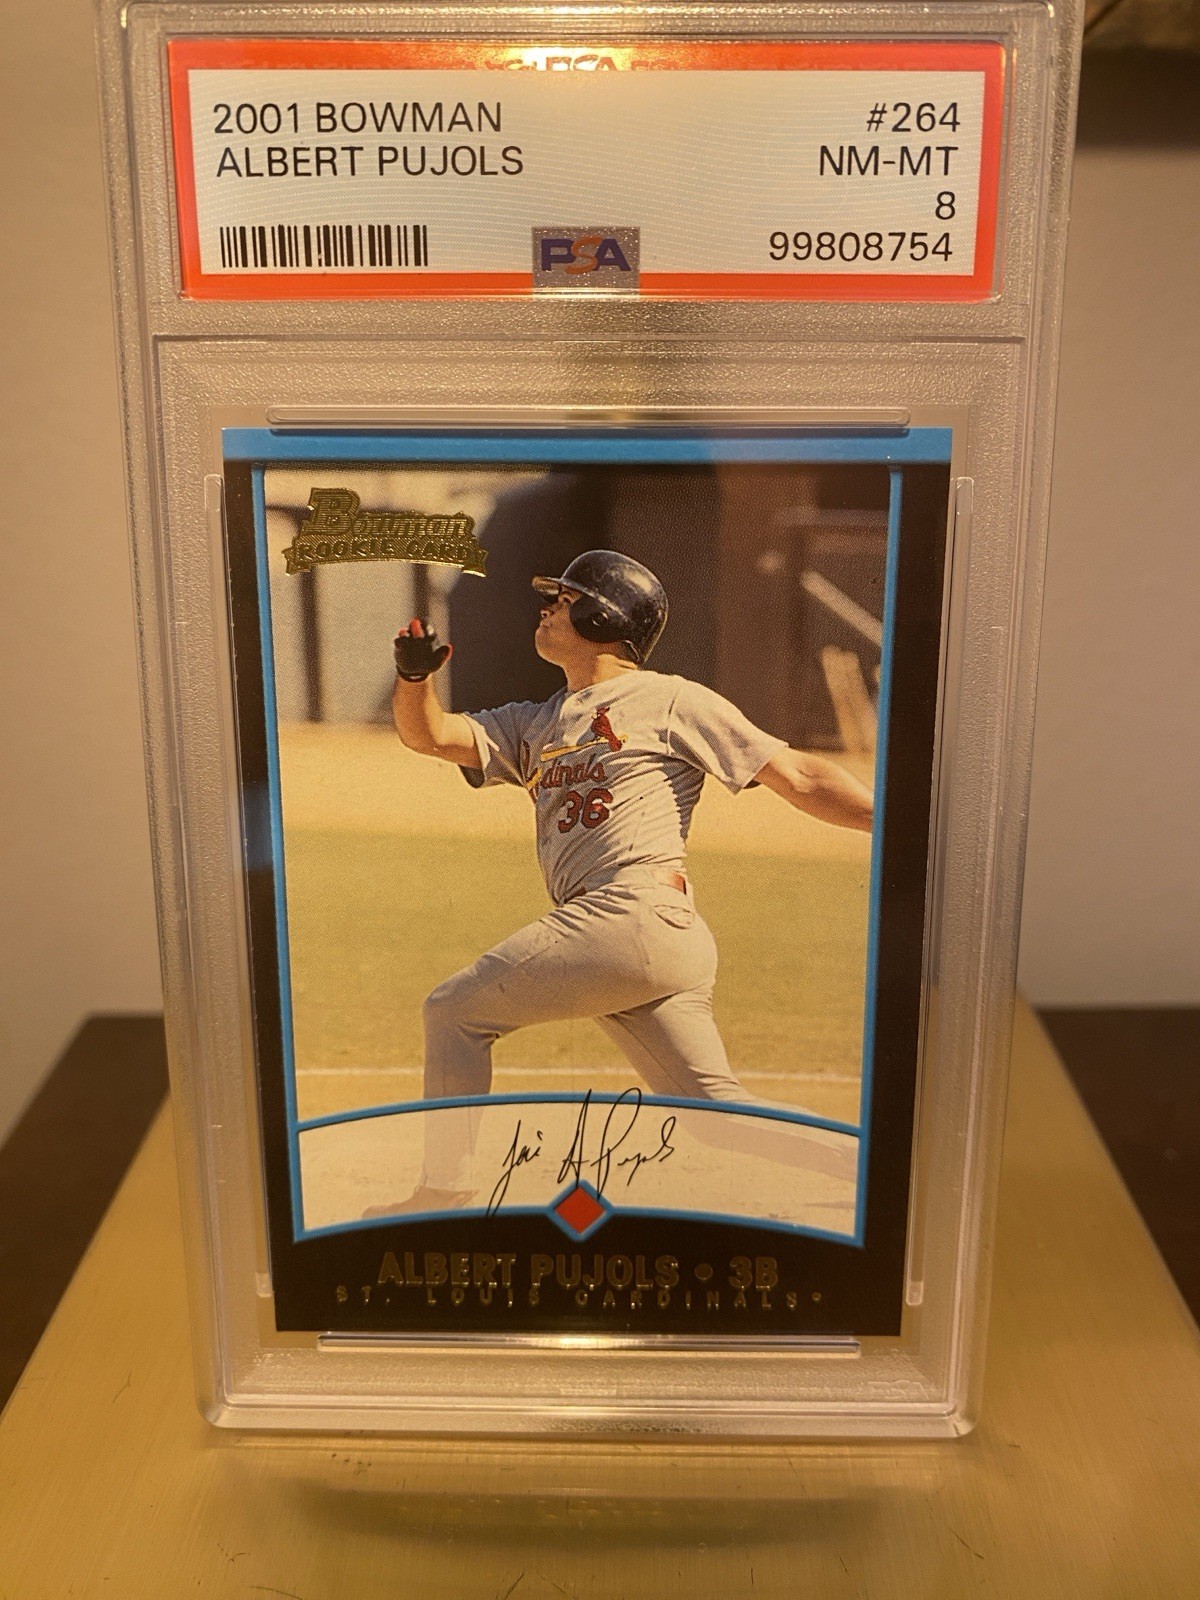 2001 BOWMAN #264
ALBERT PUJOLS NM-MT
8
PSA 99808754
Bowman
ROOKIE CARD
Cardinals
36
ALBERT PUJOLS • 3B
ST. LOUIS CARDINALS